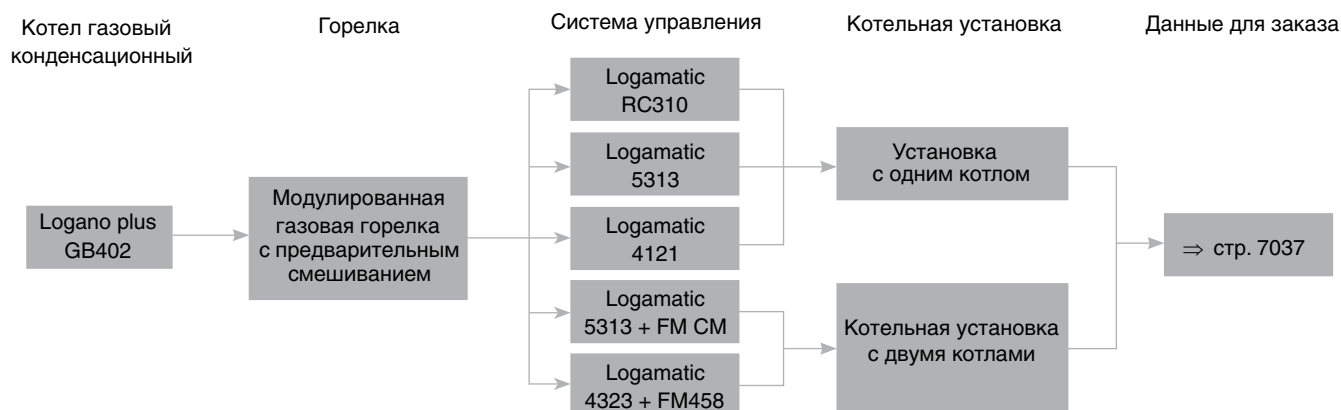 Котел газовый
конденсационный
Горелка
Система управления
Котельная установка
Данные для заказа
Logano plus
GB402
Модулированная
газовая горелка
с предварительным
смешиванием
Logamatic
RC310
Logamatic
5313
Logamatic
4121
Logamatic
5313 + FM CM
Logamatic
4323 + FM458
Установка
с одним котлом
Котельная установка
с двумя котлами
⇒ стр. 7037